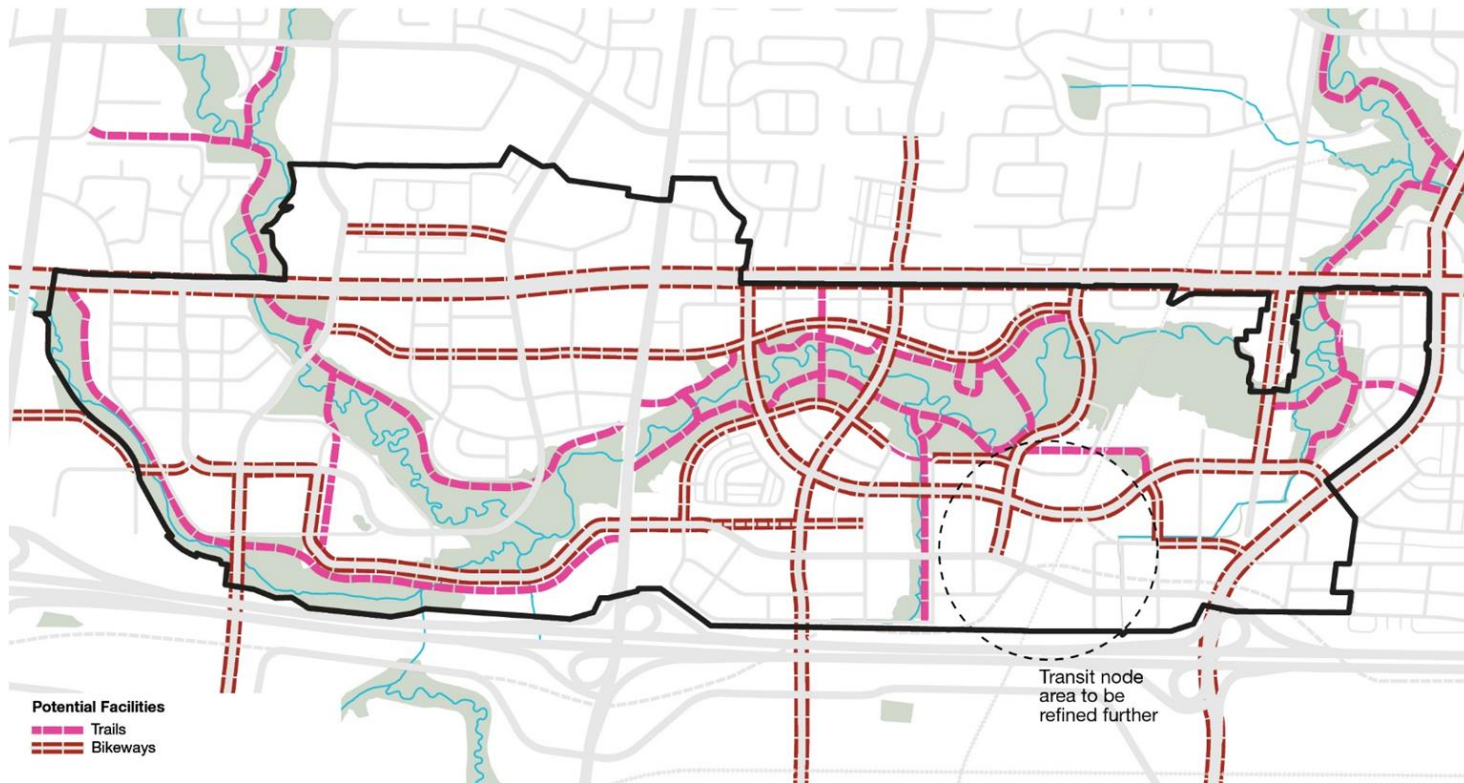 Transit node
area to be
refined further
Potential Facilities
Trails
Bikeways